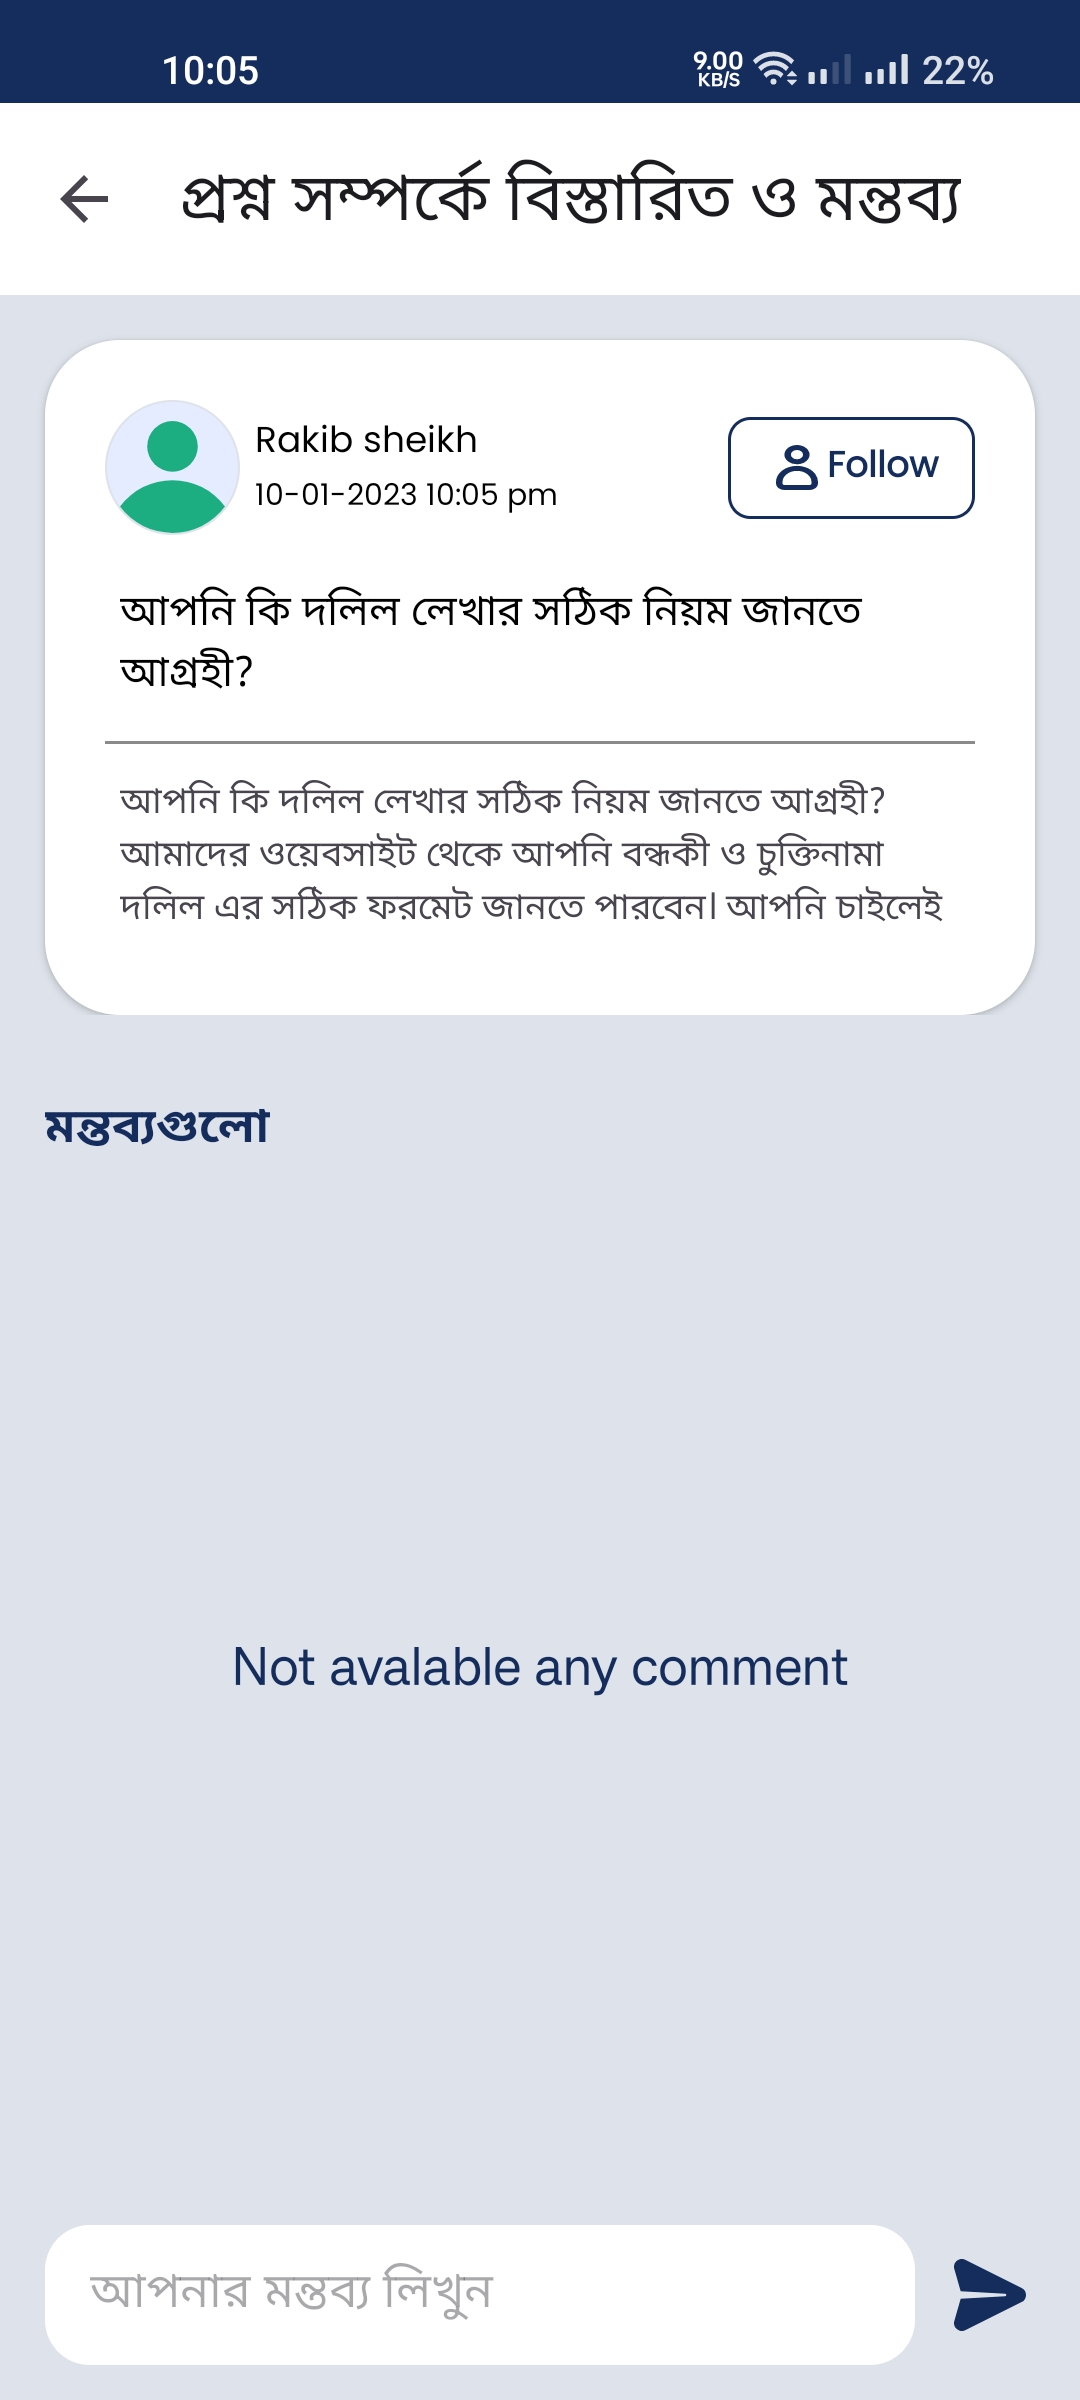 10:05
9.00
KB/S
22%
প্রশ্ন সম্পর্কে বিস্তারিত ও মন্তব্য
Rakib sheikh
10-01-2023 10:05 pm
Follow
আপনি কি দলিল লেখার সঠিক নিয়ম জানতে
আগ্রহী?
আপনি কি দলিল লেখার সঠিক নিয়ম জানতে আগ্রহী?
আমাদের ওয়েবসাইট থেকে আপনি বন্ধকী ও চুক্তিনামা
দলিল এর সঠিক ফরমেট জানতে পারবেন। আপনি চাইলেই
মন্তব্যগুলো
Not avalable any comment
আপনার মন্তব্য লিখুন